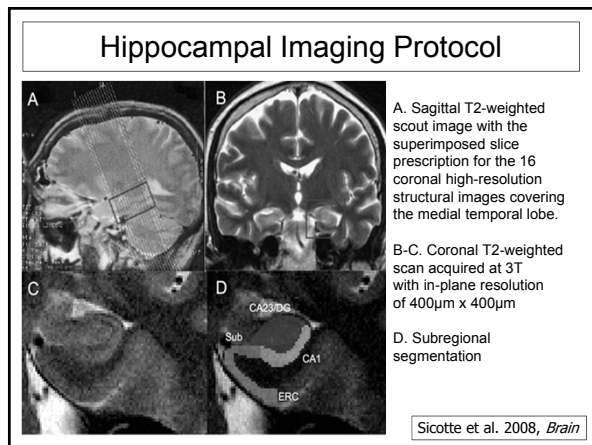 Hippocampal Imaging Protocol
A
B
A. Sagittal T2-weighted
scout image with the
superimposed slice
prescription for the 16
coronal high-resolution
structural images covering
the medial temporal lobe.
B-C. Coronal T2-weighted
scan acquired at 3T
with in-plane resolution
of 400µm x 400µm
D. Subregional
segmentation
C
D
CA23/DG
Sub
CA1
ERC
Sicotte et al. 2008, Brain